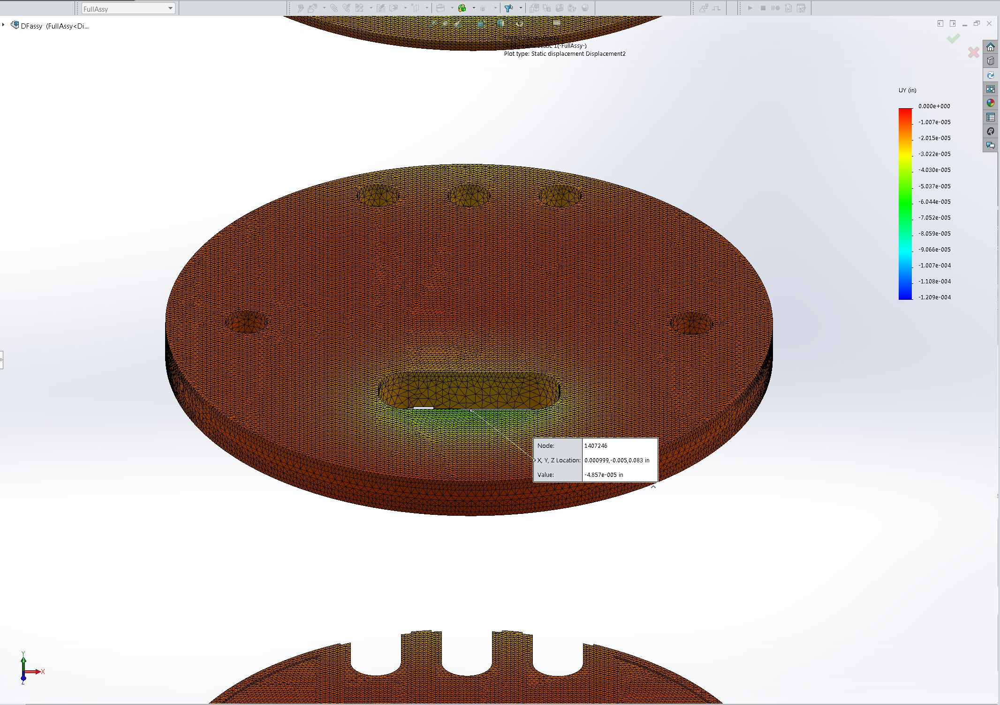 FullAssy
DFassy (FullAssy<Di...
Static 1(-FullAssy-)
Plot type: Static displacement Displacement2
UY (in)
0.000e+000
-1.007e-005
-2.015e-005
-3.022e-005
-4.030e-005
-5.037e-005
-6.044e-005
-7.052e-005
-8.059e-005
-9.066e-005
-1.007e-004
-1.108e-004
-1.209e-004
Node: 1407246
X, Y, Z Location: 0.000999,-0.005,0.083 in
Value: -4.857e-005 in
Y
X
Z